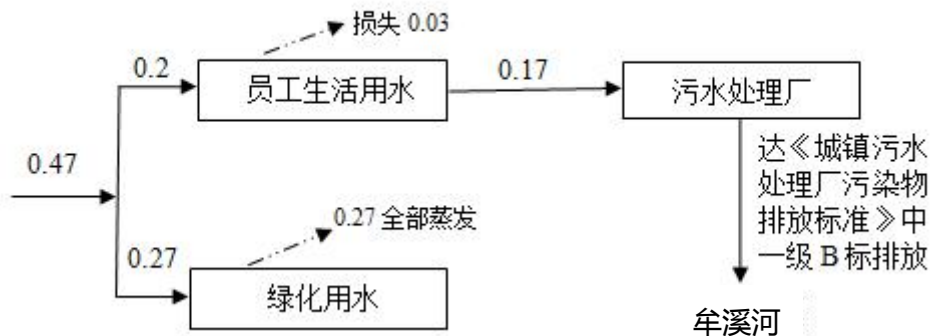 损失 0.03
0.2
员工生活用水
0.17
污水处理厂
0.47
达《城镇污水
处理厂污染物
排放标准》中
一级 B 标排放
0.27 全部蒸发
0.27
绿化用水
牟溪河